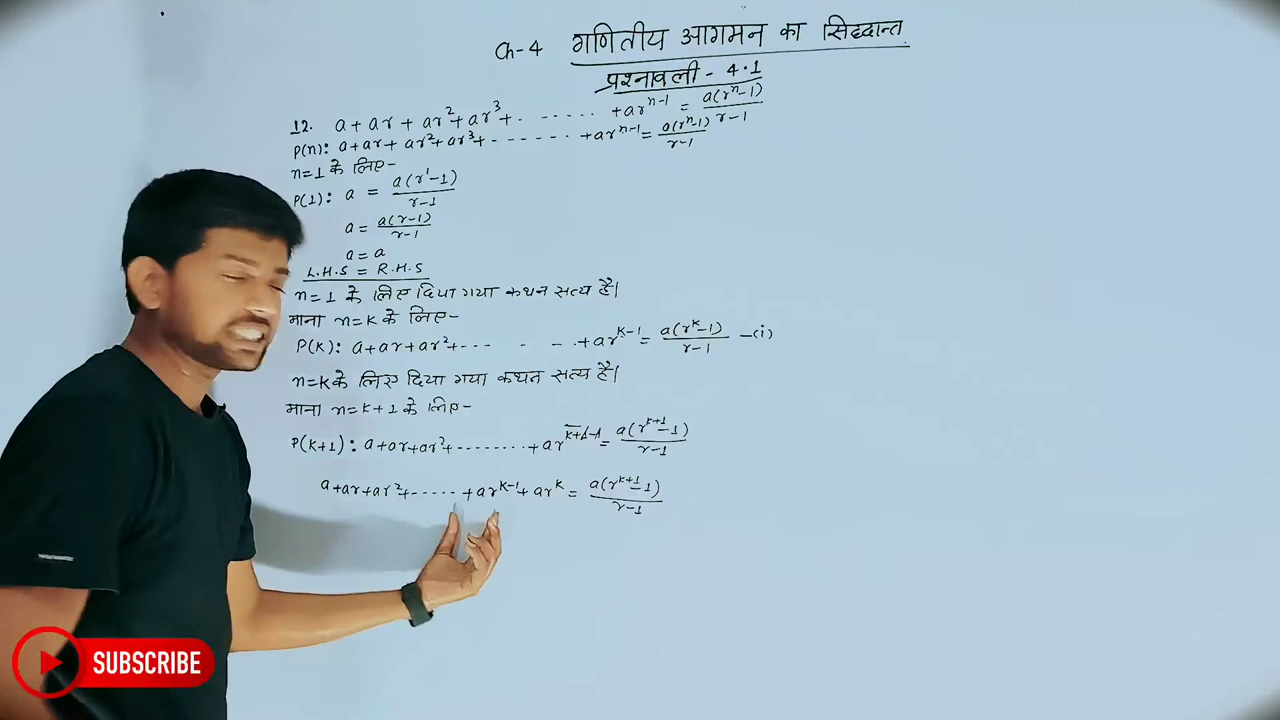 Ch-4 गणितीय आगमन का सिद्धान्त
प्रश्नावली - 4.1
12. a + ar + ar² + ar³ + ....... + arⁿ⁻¹ = a(rⁿ-1)/r-1
P(n): a + ar + ar² + ar³ + ....... + arⁿ⁻¹ = a(rⁿ-1)/r-1
n=1 के लिए-
P(1): a = a(r¹-1)/r-1
a = a(r-1)/r-1
a = a
L.H.S = R.H.S
n=1 के लिए दिया गया कथन सत्य है।
माना n=K के लिए-
P(K): a+ar+ar²+--- - - -+arᴷ⁻¹ = a(rᴷ-1)/r-1 -(i)
n=K के लिए दिया गया कथन सत्य है।
माना n=K+1 के लिए-
P(K+1): a+ar+ar²+........+arᴷ⁺¹⁻¹ = a(rᴷ⁺¹-1)/r-1
a+ar+ar²+.....+arᴷ⁻¹+arᴷ = a(rᴷ⁺¹-1)/r-1
SUBSCRIBE